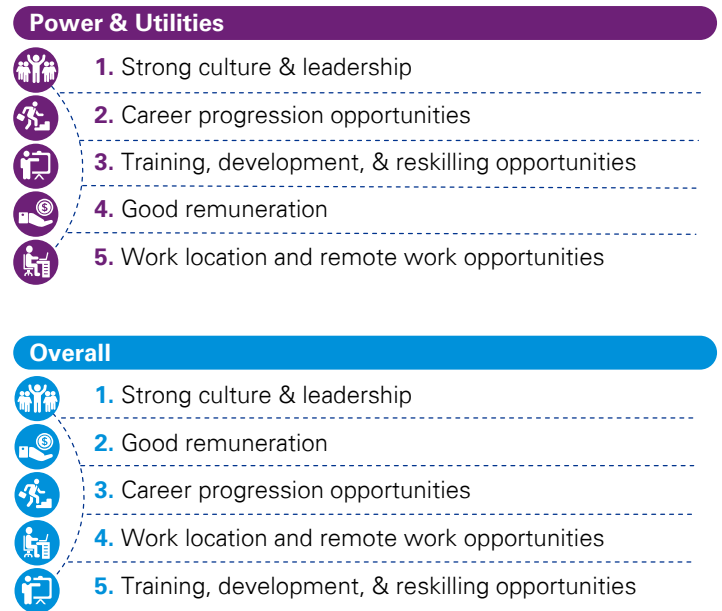 Power & Utilities
1. Strong culture & leadership
2. Career progression opportunities
3. Training, development, & reskilling opportunities
4. Good remuneration
5. Work location and remote work opportunities
Overall
1. Strong culture & leadership
2. Good remuneration
3. Career progression opportunities
4. Work location and remote work opportunities
5. Training, development, & reskilling opportunities